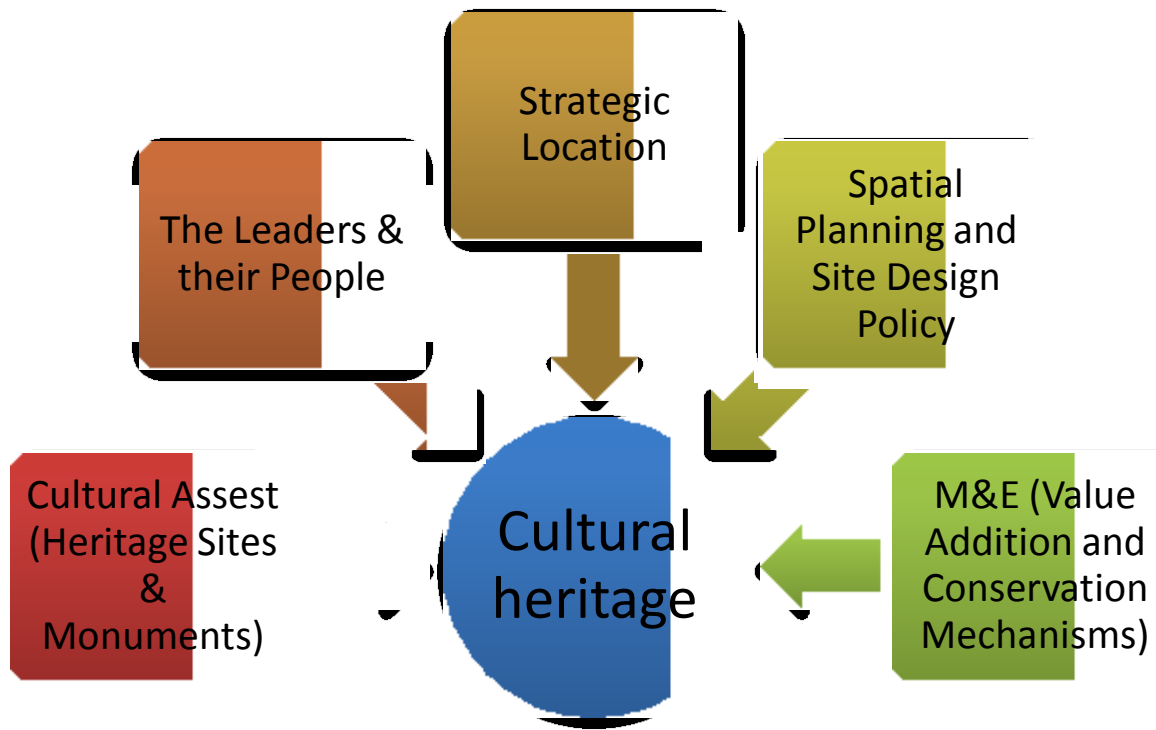 Strategic
Location
The Leaders &
their People
Spatial
Planning and
Site Design
Policy
Cultural Assest
(Heritage Sites
&
Monuments)
Cultural
heritage
M&E (Value
Addition and
Conservation
Mechanisms)